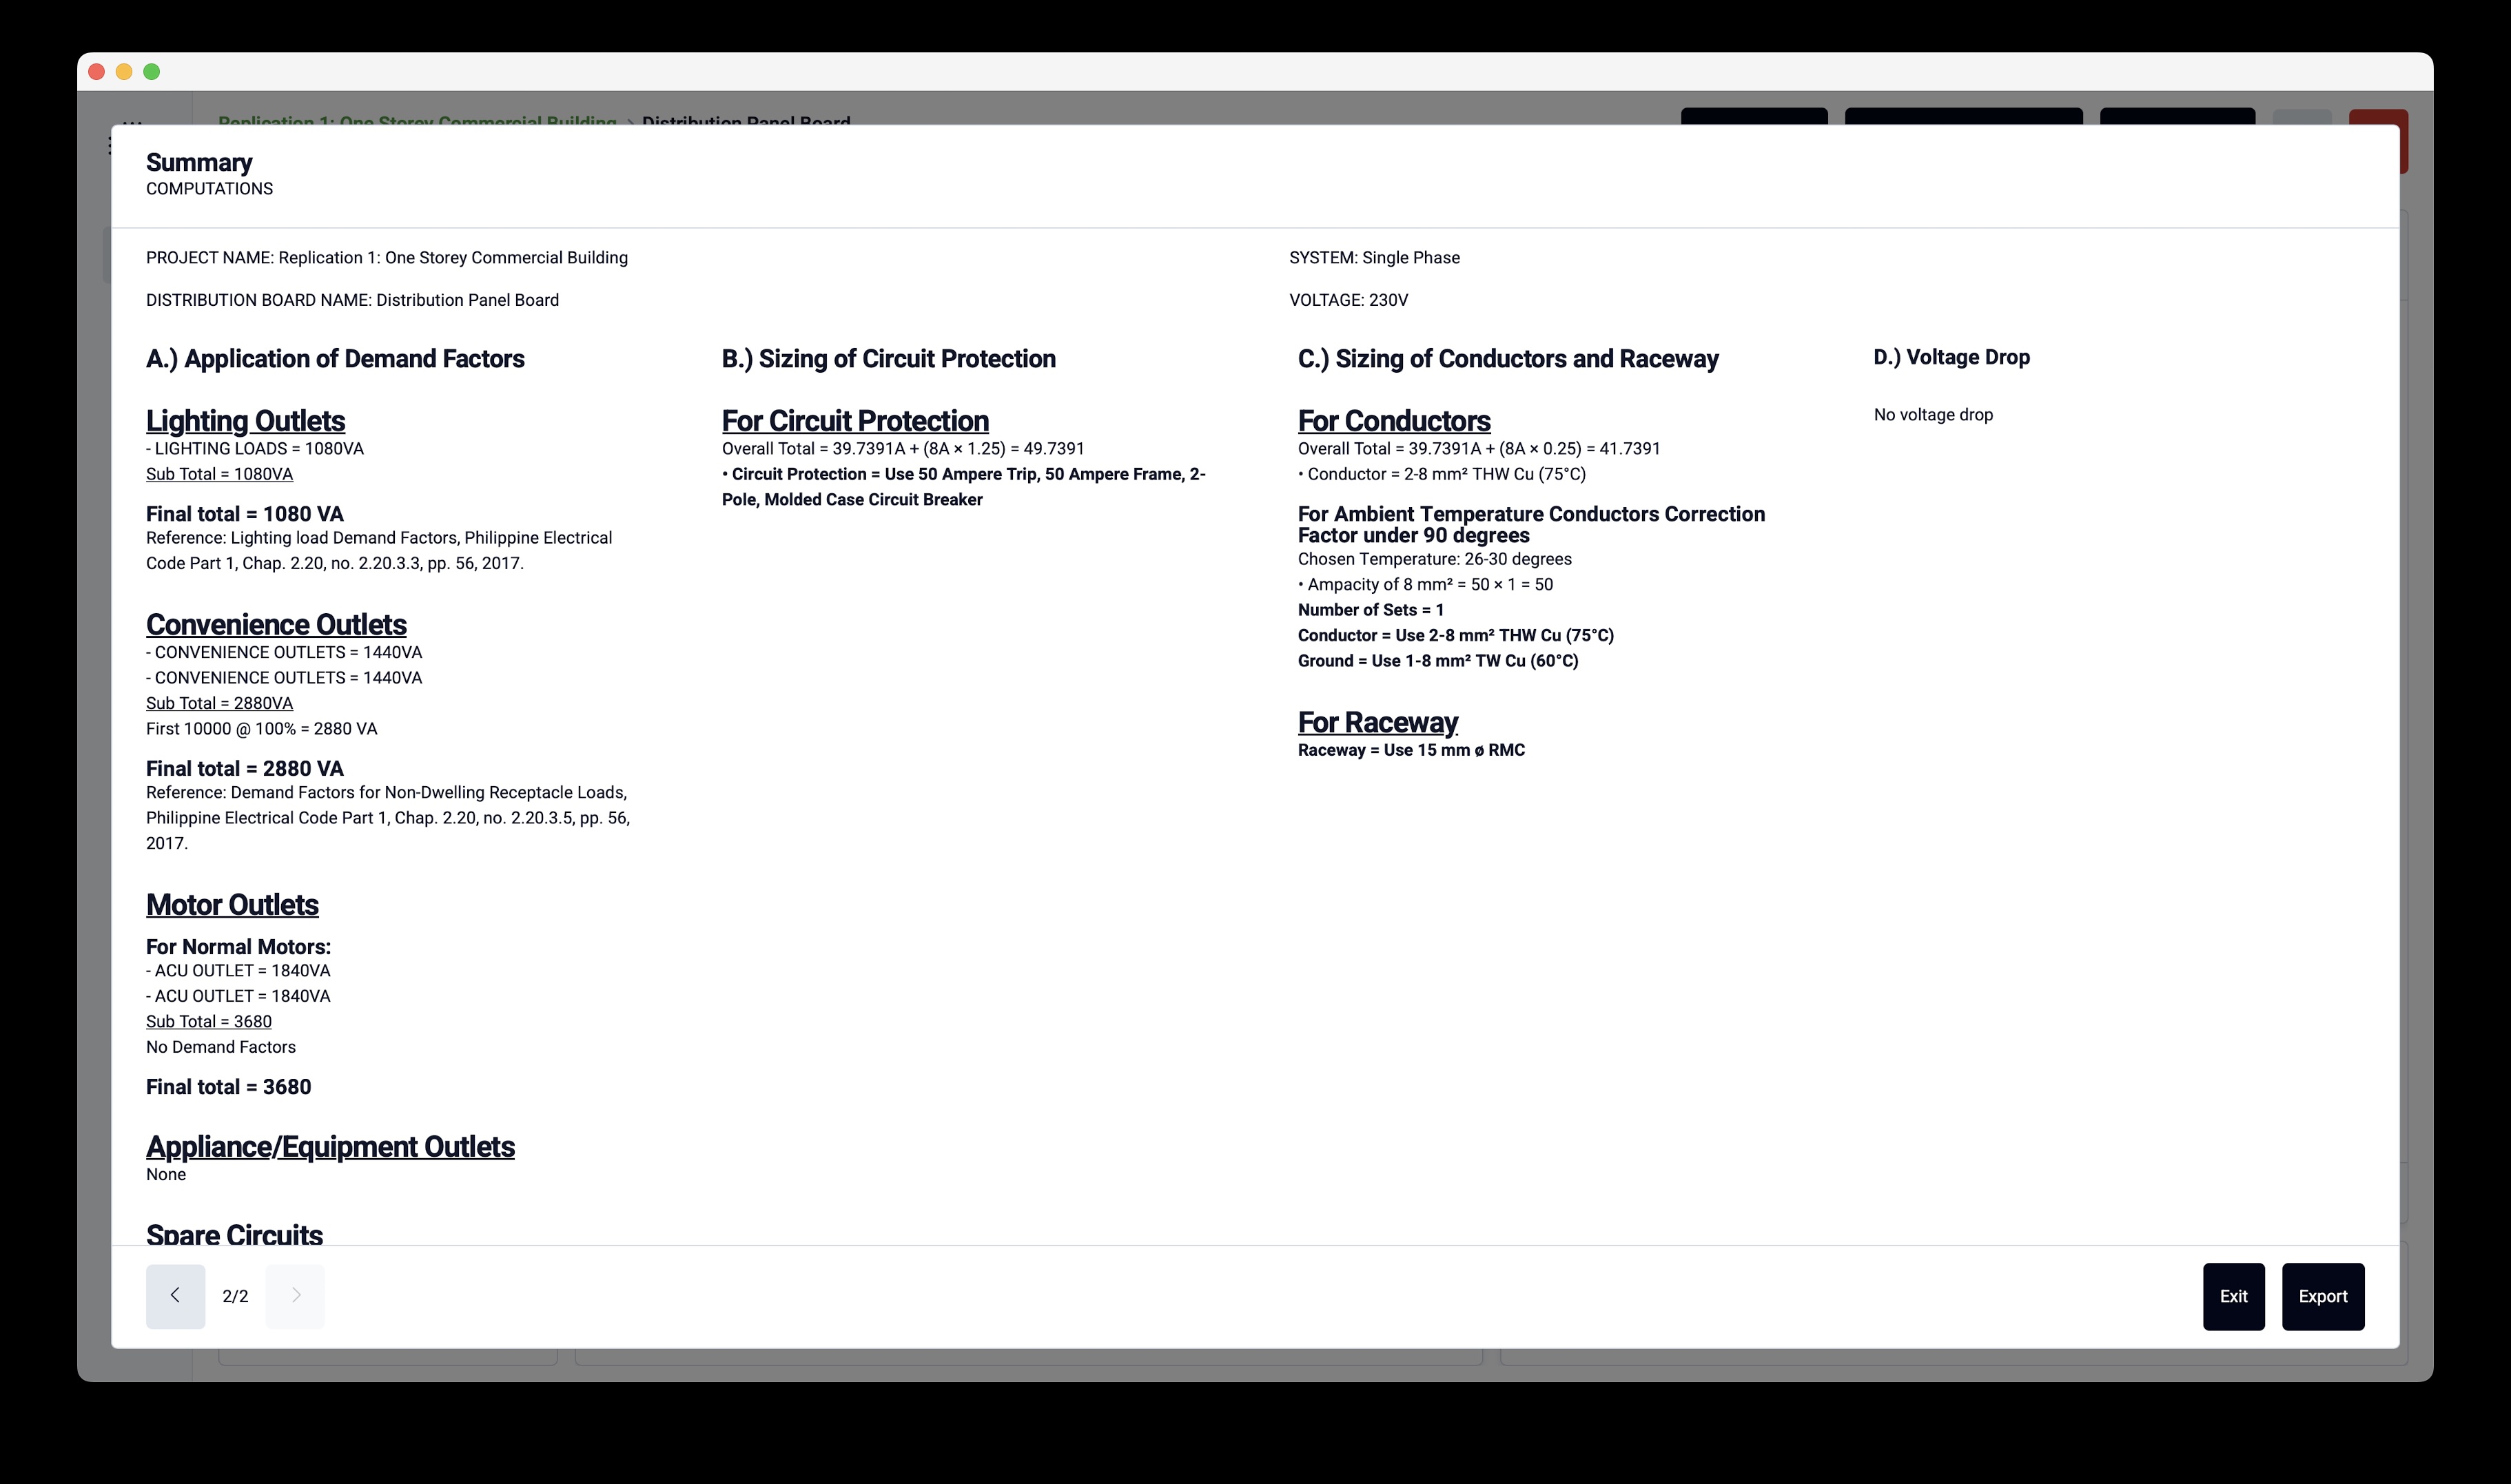 Replication 1: One Storey Commercial Building > Distribution Panel Board
Summary
COMPUTATIONS
PROJECT NAME: Replication 1: One Storey Commercial Building
SYSTEM: Single Phase
DISTRIBUTION BOARD NAME: Distribution Panel Board
VOLTAGE: 230V
A.) Application of Demand Factors
Lighting Outlets
- LIGHTING LOADS = 1080VA
Sub Total = 1080VA
Final total = 1080 VA
Reference: Lighting load Demand Factors, Philippine Electrical
Code Part 1, Chap. 2.20, no. 2.20.3.3, pp. 56, 2017.
Convenience Outlets
- CONVENIENCE OUTLETS = 1440VA
- CONVENIENCE OUTLETS = 1440VA
Sub Total = 2880VA
First 10000 @ 100% = 2880 VA
Final total = 2880 VA
Reference: Demand Factors for Non-Dwelling Receptacle Loads,
Philippine Electrical Code Part 1, Chap. 2.20, no. 2.20.3.5, pp. 56,
2017.
Motor Outlets
For Normal Motors:
- ACU OUTLET = 1840VA
- ACU OUTLET = 1840VA
Sub Total = 3680
No Demand Factors
Final total = 3680
Appliance/Equipment Outlets
None
Spare Circuits
B.) Sizing of Circuit Protection
For Circuit Protection
Overall Total = 39.7391A + (8A × 1.25) = 49.7391
• Circuit Protection = Use 50 Ampere Trip, 50 Ampere Frame, 2-
Pole, Molded Case Circuit Breaker
C.) Sizing of Conductors and Raceway
For Conductors
Overall Total = 39.7391A + (8A × 0.25) = 41.7391
• Conductor = 2-8 mm² THW Cu (75°C)
For Ambient Temperature Conductors Correction
Factor under 90 degrees
Chosen Temperature: 26-30 degrees
• Ampacity of 8 mm² = 50 × 1 = 50
Number of Sets = 1
Conductor = Use 2-8 mm² THW Cu (75°C)
Ground = Use 1-8 mm² TW Cu (60°C)
For Raceway
Raceway = Use 15 mm ø RMC
D.) Voltage Drop
No voltage drop
2/2
Exit
Export